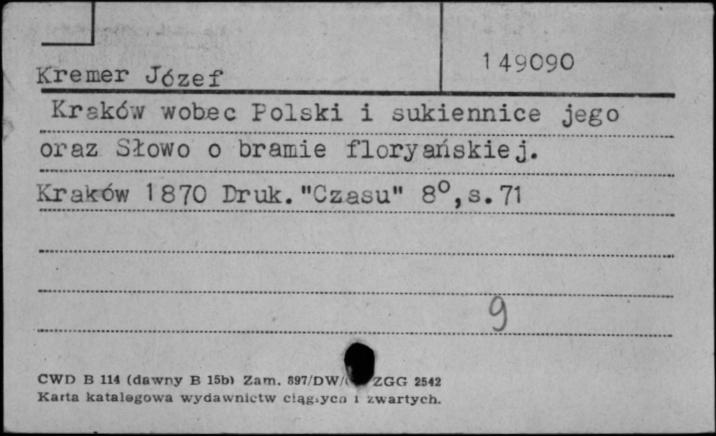 149090
Kremer Józef
Kraków wobec Polski i sukiennice jego
oraz Słowo o bramie floryańskiej.
Kraków 1870 Druk."Czasu" 8°,s.71
9
CWD B 114 (dawny B 15b) Zam. 897/DW/ ZGG 2542
Karta katalogowa wydawnictw ciągłych i zwartych.